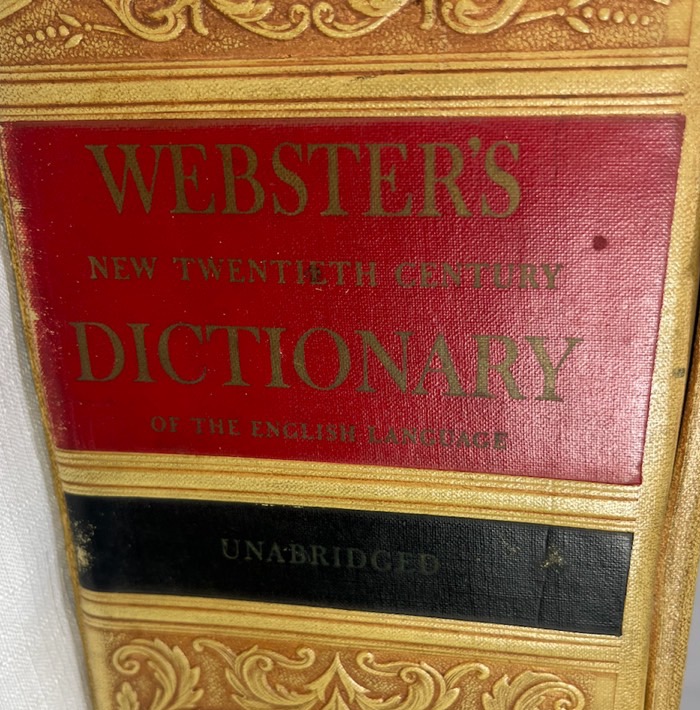 WEBSTER'S
NEW TWENTIETH CENTURY
DICTIONARY
OF THE ENGLISH LANGUAGE
UNABRIDGED